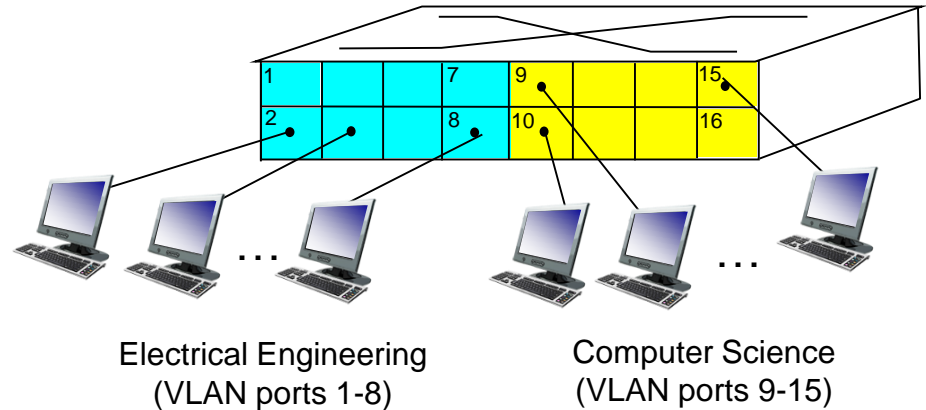 1 7 9 15
2 8 10 16
... ...
Electrical Engineering
(VLAN ports 1-8)
Computer Science
(VLAN ports 9-15)